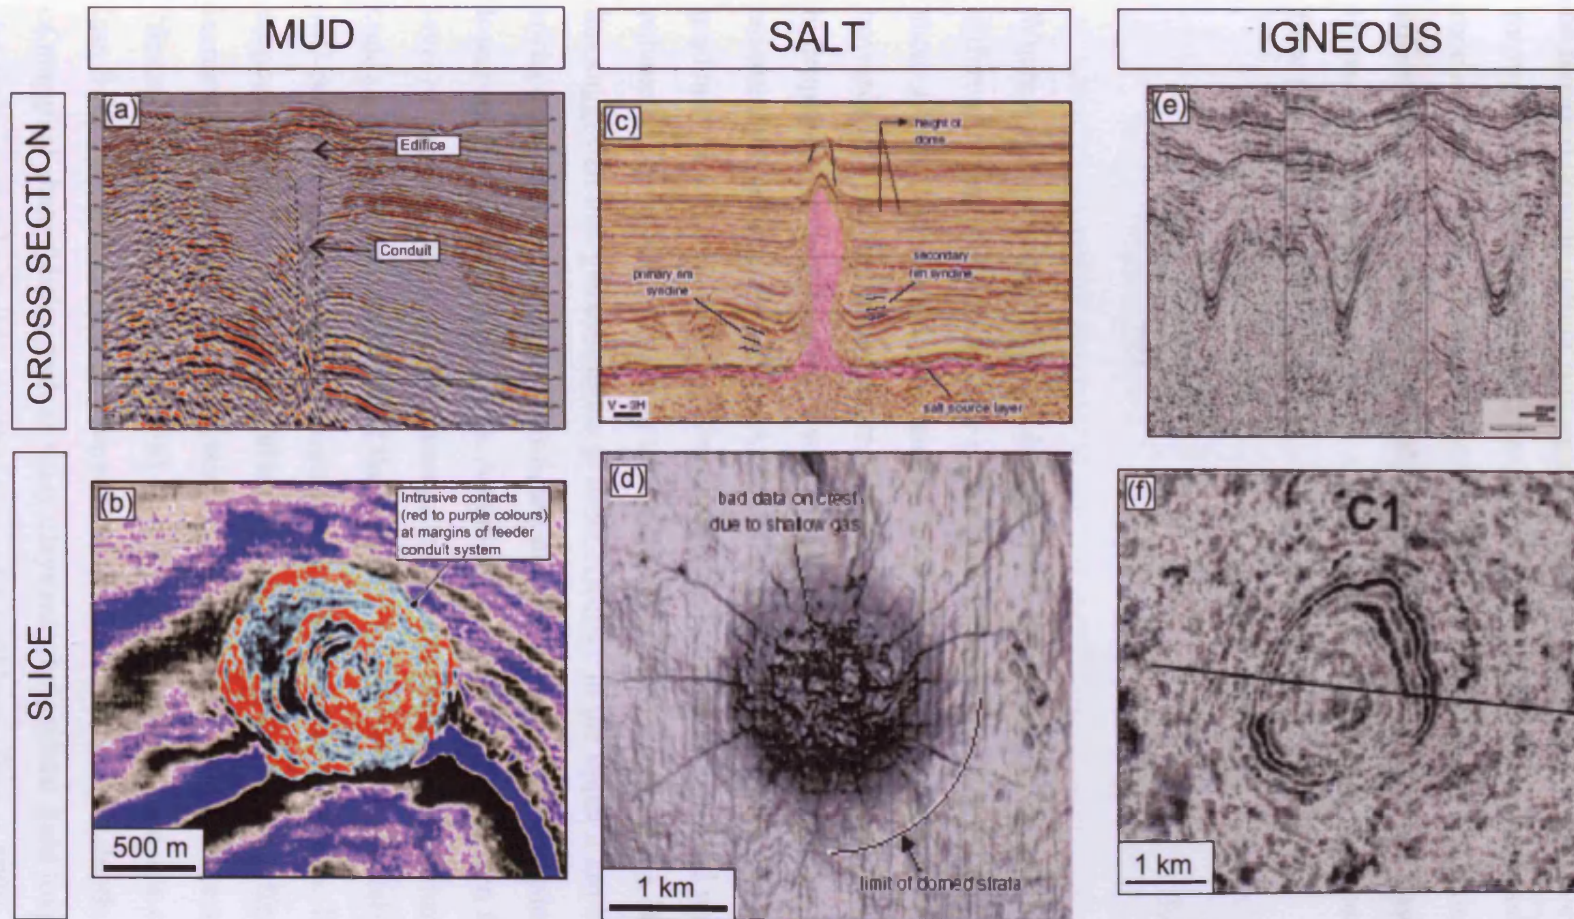 MUD
SALT
IGNEOUS
CROSS SECTION
(a)
Edifice
Conduit
(c)
height of
dome
primary rim
syncline
secondary
rim syncline
salt source layer
(e)
SLICE
(b)
Intrusive contacts
(red to purple colours)
at margins of feeder
conduit system
500 m
(d)
bad data on crest
due to shallow gas
limit of domed strata
1 km
(f)
C1
1 km